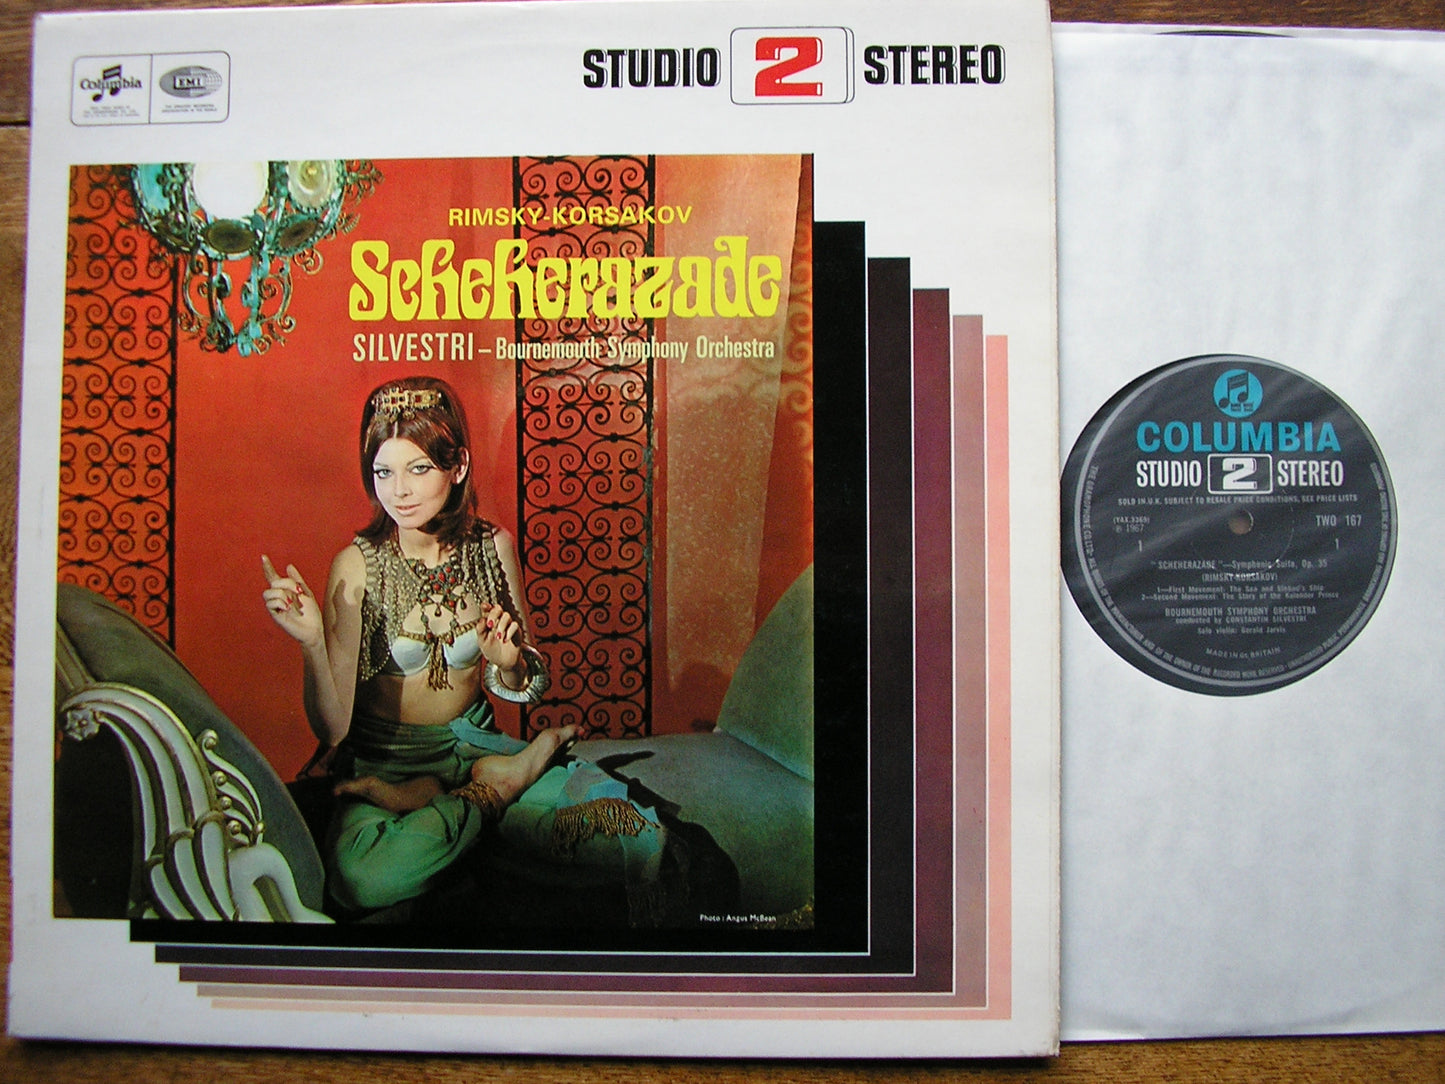 Columbia
EMI
STUDIO 2 STEREO
RIMSKY-KORSAKOV
Scheherazade
SILVESTRI – Bournemouth Symphony Orchestra
Photo : Angus McBean
COLUMBIA
STUDIO 2 STEREO
SOLD IN U.K. SUBJECT TO RESALE PRICE CONDITIONS, SEE PRICE LISTS
(YAX.3369)
TWO 167
℗ 1967
1 1
"SCHEHERAZADE"—Symphonic Suite, Op. 35
(RIMSKY-KORSAKOV)
1—First Movement: The Sea and Sinbad's Ship
2—Second Movement: The Story of the Kalender Prince
BOURNEMOUTH SYMPHONY ORCHESTRA
conducted by CONSTANTIN SILVESTRI
Solo violin: Gerald Jarvis
MADE IN GT. BRITAIN